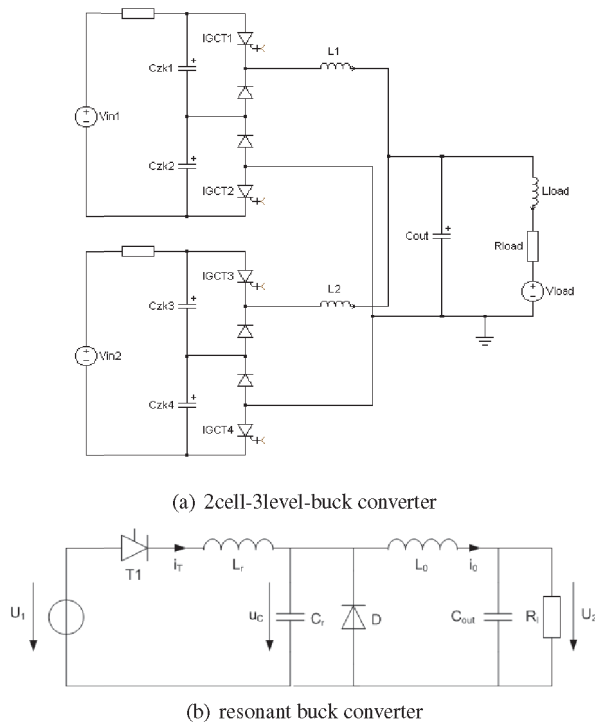 IGCT1
L1
Czk1
Vin1
Czk2
IGCT2
Lload
Cout
Rload
Vload
IGCT3
L2
Czk3
Vin2
Czk4
IGCT4
(a) 2cell-3level-buck converter
T1
iT
Lr
L0
i0
U1
uC
Cr
D
Cout
Rl
U2
(b) resonant buck converter